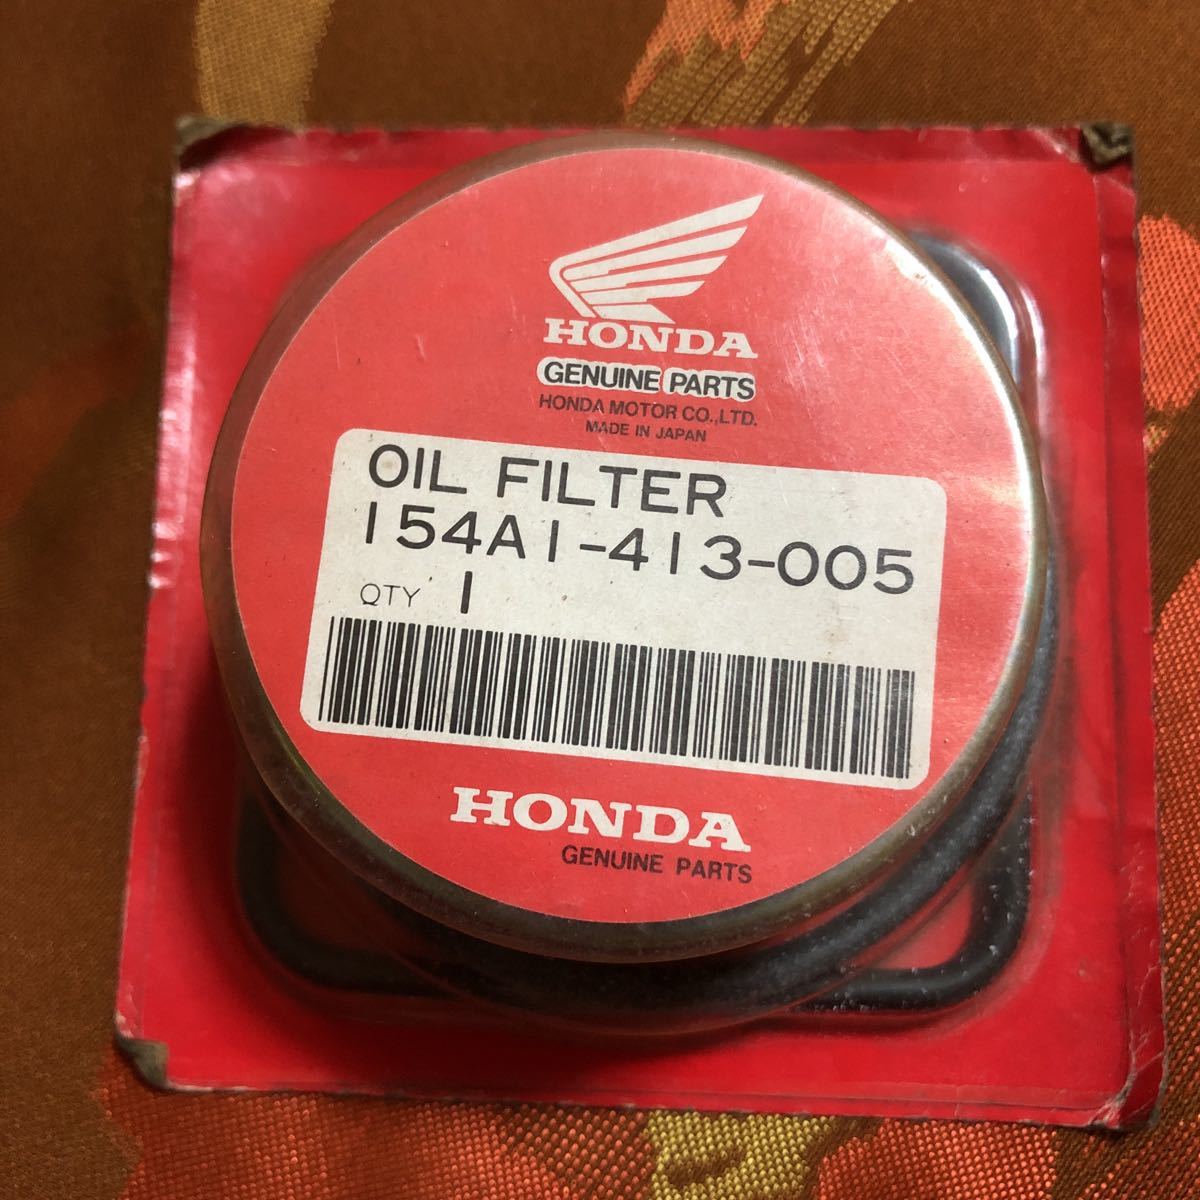 HONDA
GENUINE PARTS
HONDA MOTOR CO.,LTD.
MADE IN JAPAN
OIL FILTER
154A1-413-005
QTY 1
HONDA
GENUINE PARTS